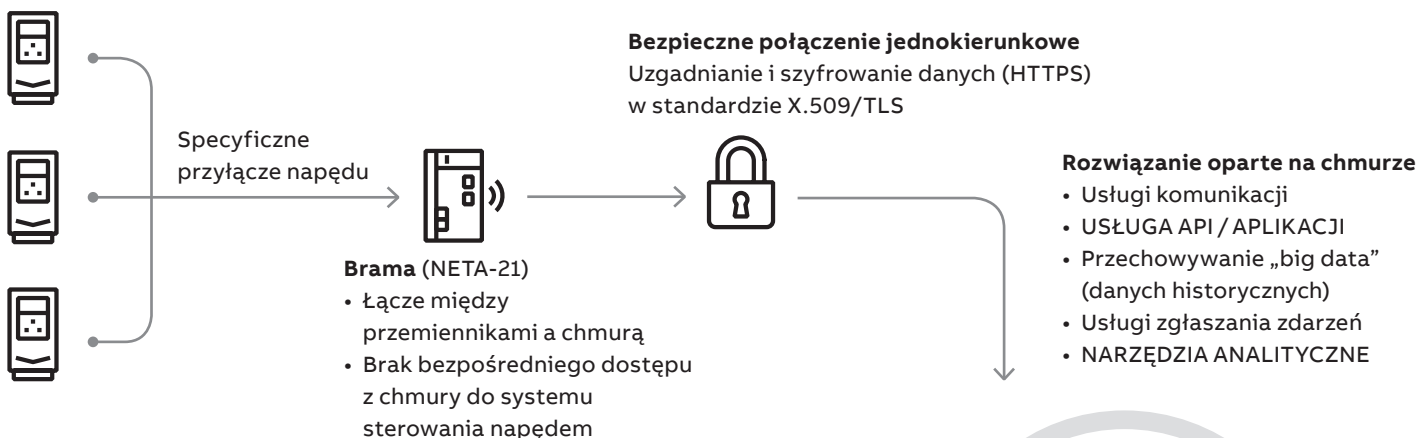 Bezpieczne połączenie jednokierunkowe
Uzgadnianie i szyfrowanie danych (HTTPS)
w standardzie X.509/TLS
Specyficzne
przyłącze napędu
Brama (NETA-21)
• Łącze między
przemiennikami a chmurą
• Brak bezpośredniego dostępu
z chmury do systemu
sterowania napędem
Rozwiązanie oparte na chmurze
• Usługi komunikacji
• USŁUGA API / APLIKACJI
• Przechowywanie „big data”
(danych historycznych)
• Usługi zgłaszania zdarzeń
• NARZĘDZIA ANALITYCZNE